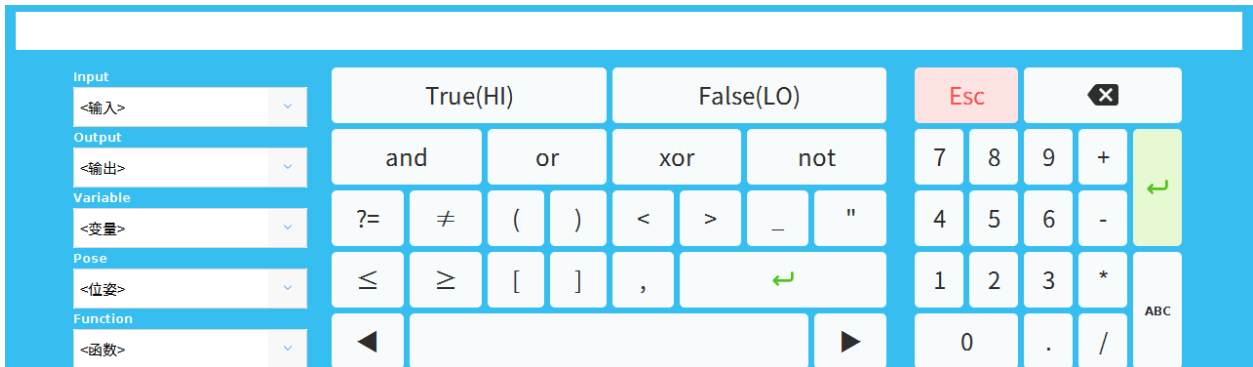 Input
<输入>
Output
<输出>
Variable
<变量>
Pose
<位姿>
Function
<函数>
True(HI) False(LO)
and or xor not
?= ≠ ( ) < > _ "
≤ ≥ [ ] , ↵
◀ ▶
Esc
7 8 9 + ↵
4 5 6 -
1 2 3 * ABC
0 . /